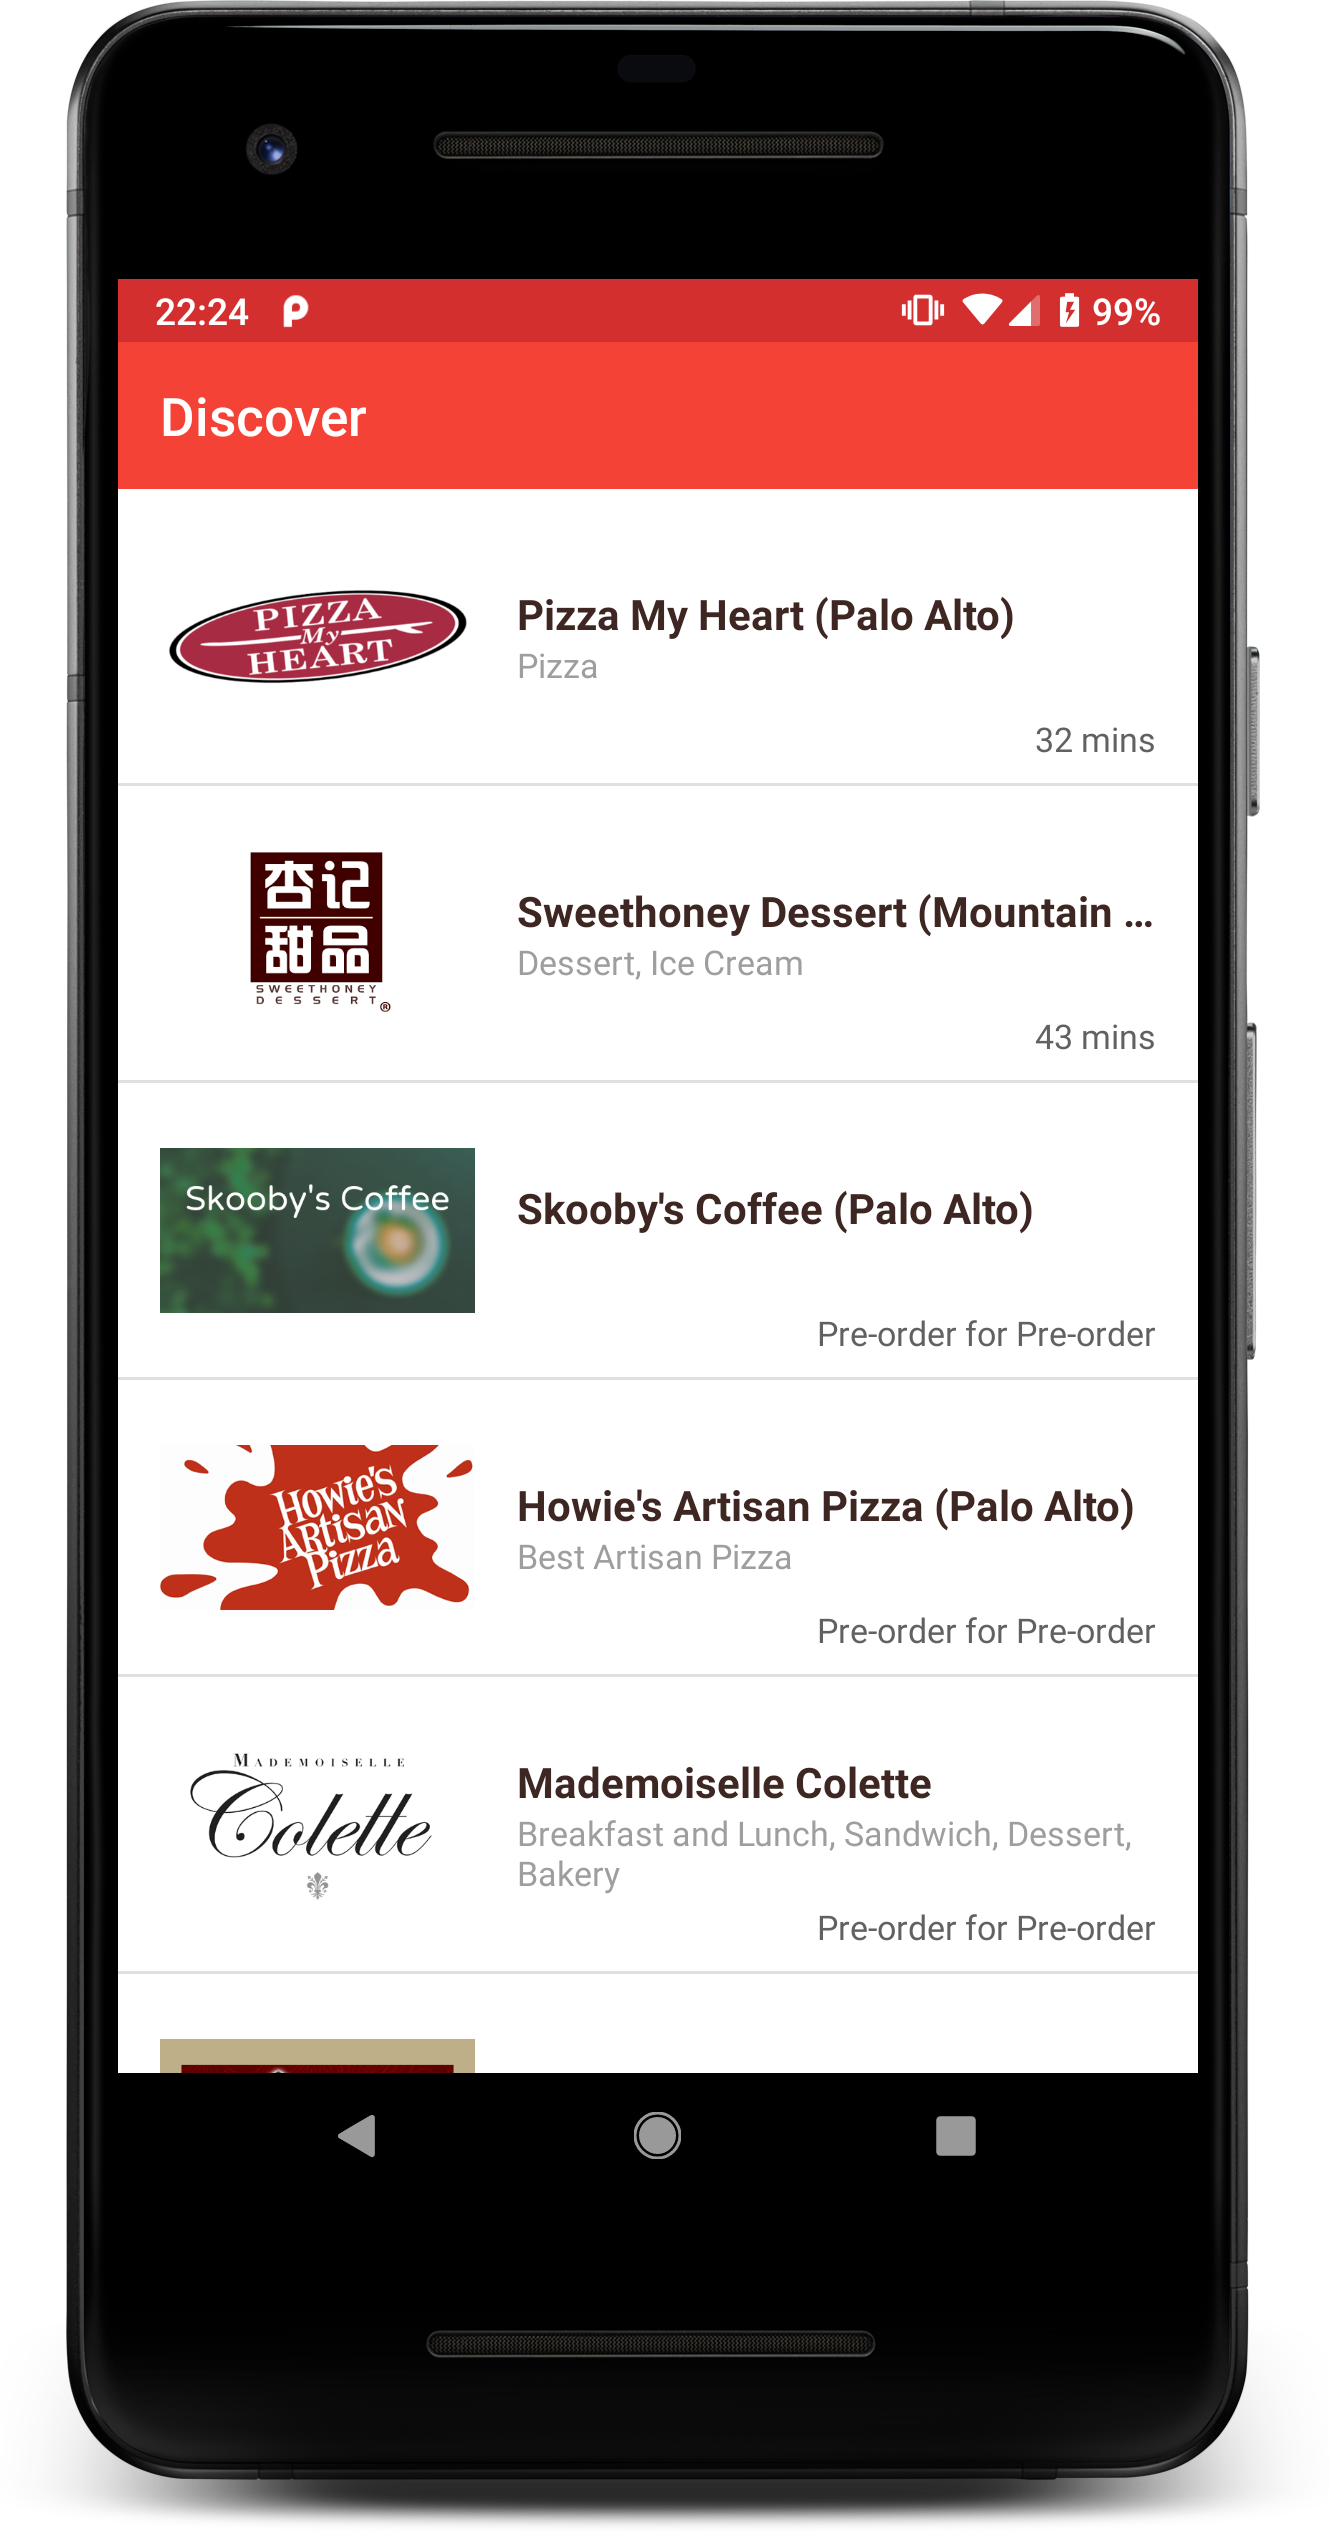 22:24
99%
Discover
PIZZA
My
HEART
Pizza My Heart (Palo Alto)
Pizza
32 mins
杏记
甜品
SWEETHONEY
DESSERT®
Sweethoney Dessert (Mountain ...
Dessert, Ice Cream
43 mins
Skooby's Coffee
Skooby's Coffee (Palo Alto)
Pre-order for Pre-order
Howie's
Artisan
Pizza
Howie's Artisan Pizza (Palo Alto)
Best Artisan Pizza
Pre-order for Pre-order
MADEMOISELLE
Colette
Mademoiselle Colette
Breakfast and Lunch, Sandwich, Dessert,
Bakery
Pre-order for Pre-order